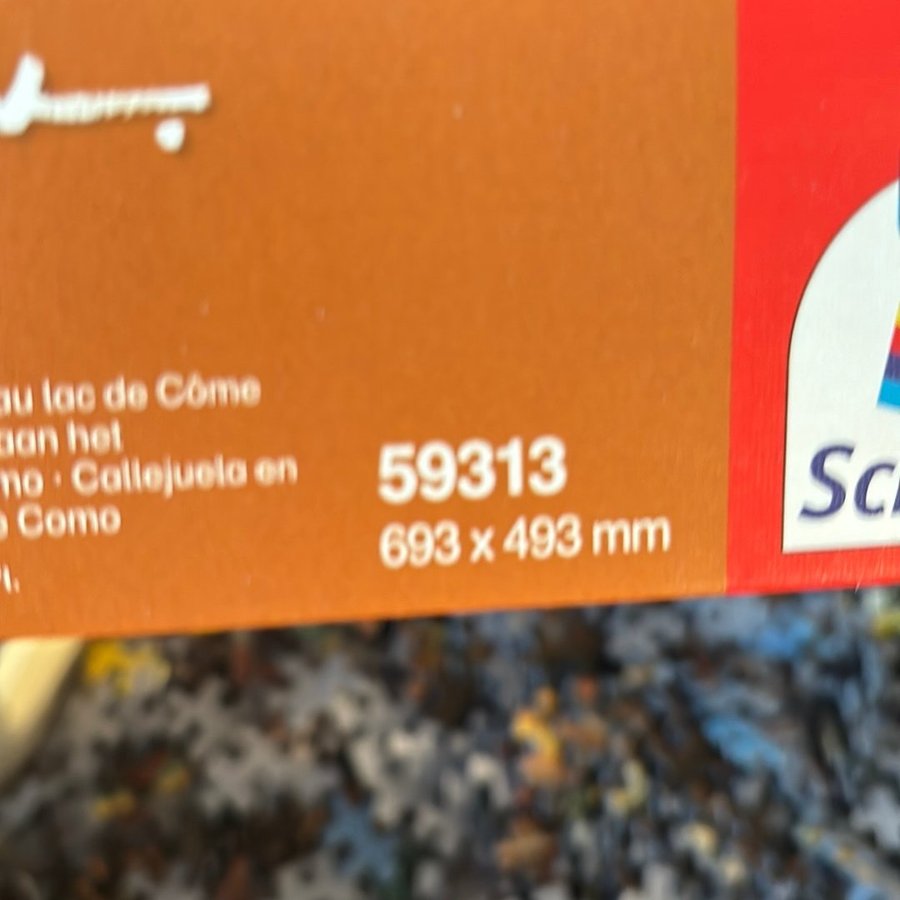 au lac de Côme
aan het
mo · Callejuela en
Como
59313
693 x 493 mm
Sc